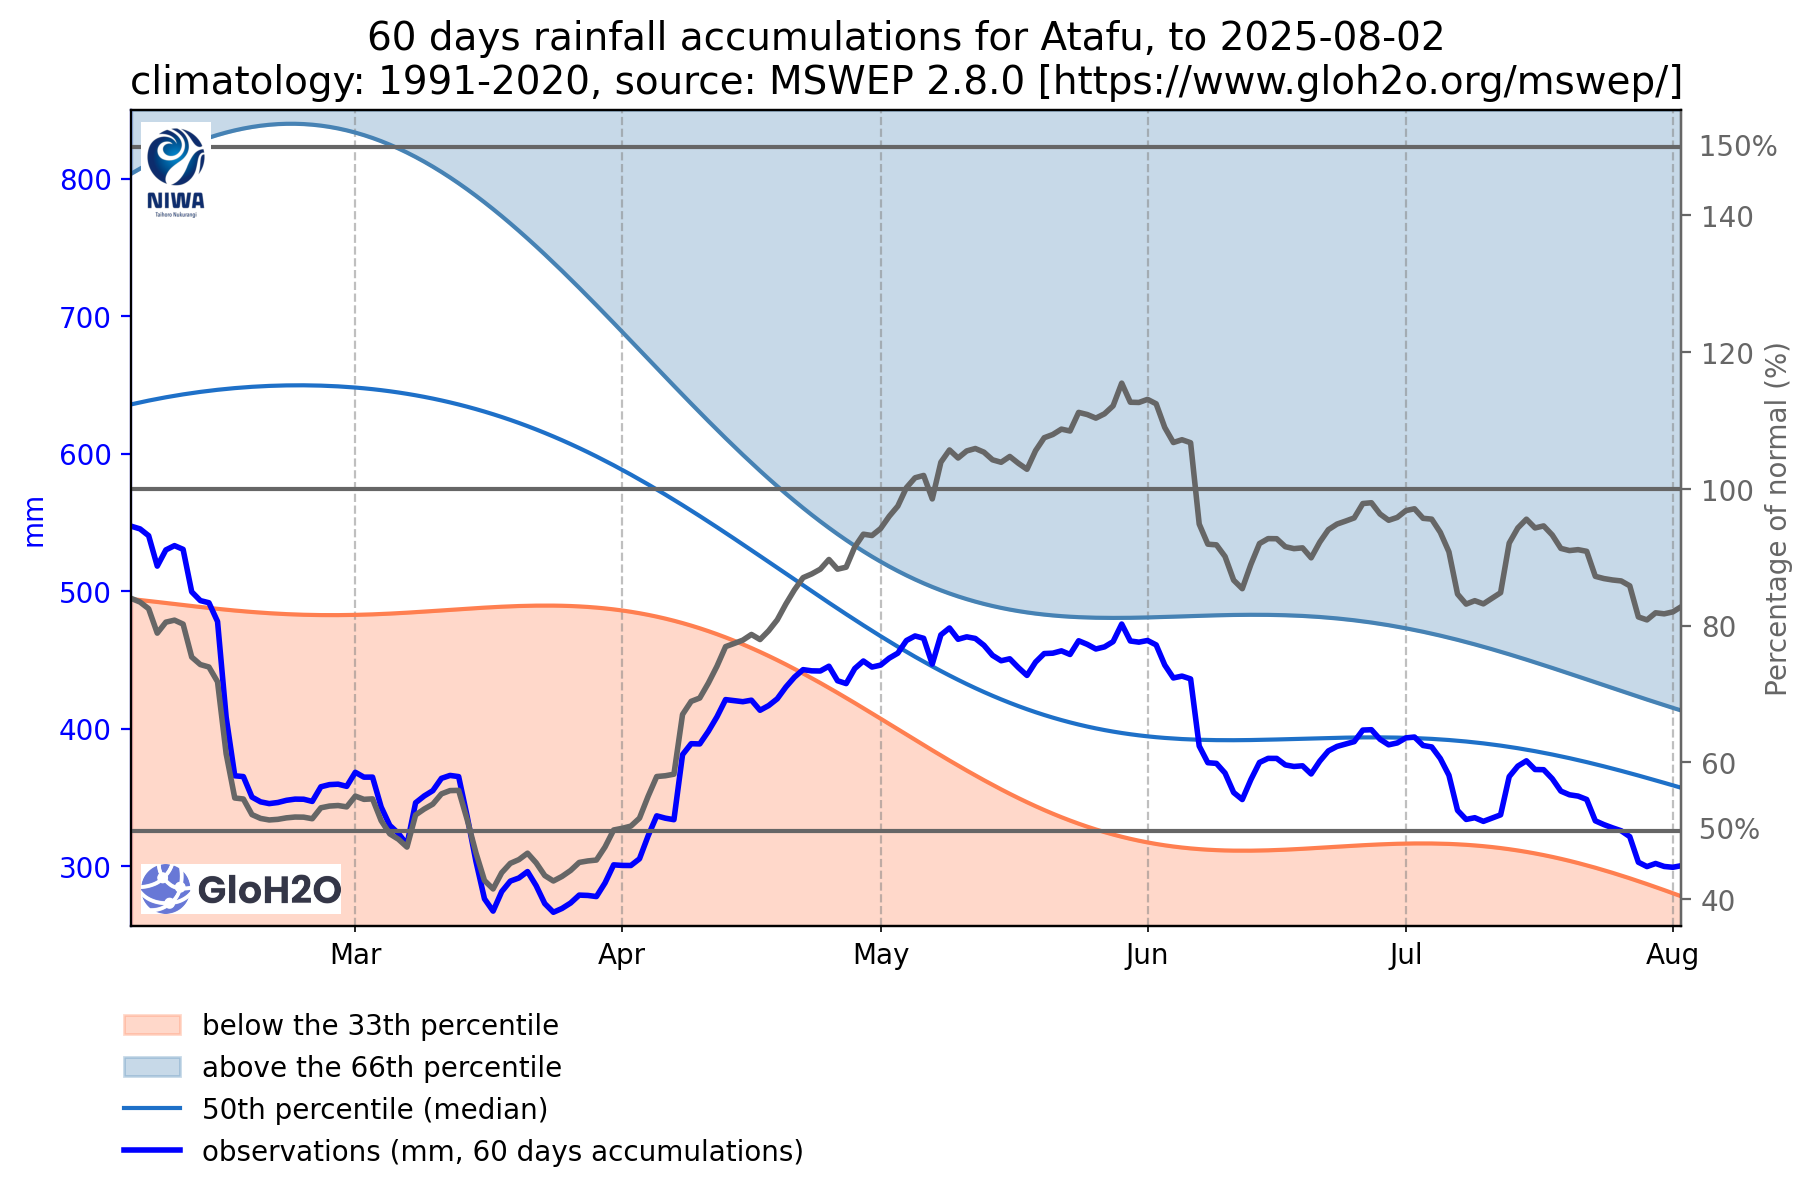 60 days rainfall accumulations for Atafu, to 2025-08-02
climatology: 1991-2020, source: MSWEP 2.8.0 [https://www.gloh2o.org/mswep/]
NIWA
Taihoro Nukurangi
800
700
600
500
400
300
mm
150%
140
120
100
80
60
50%
40
Percentage of normal (%)
GloH2O
Mar
Apr
May
Jun
Jul
Aug
below the 33th percentile
above the 66th percentile
50th percentile (median)
observations (mm, 60 days accumulations)